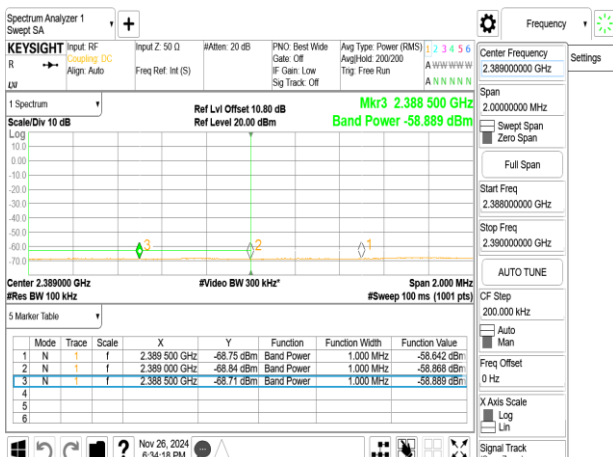 Spectrum Analyzer 1
Swept SA
Frequency
KEYSIGHT Input: RF Input Z: 50 Ω #Atten: 20 dB PNO: Best Wide Avg Type: Power (RMS) 1 2 3 4 5 6
R Coupling: DC Gate: Off Avg|Hold: 200/200 A W W W W W
Align: Auto Freq Ref: Int (S) IF Gain: Low Trig: Free Run
Sig Track: Off A N N N N N
Center Frequency
2.389000000 GHz
Settings
1 Spectrum
Ref Lvl Offset 10.80 dB
Mkr3 2.388 500 GHz
Scale/Div 10 dB
Ref Level 20.00 dBm
Band Power -58.889 dBm
Log
10.0
0.00
-10.0
-20.0
-30.0
-40.0
-50.0
-60.0
-70.0
3
2
1
Center 2.389000 GHz #Video BW 300 kHz* Span 2.000 MHz
#Res BW 100 kHz #Sweep 100 ms (1001 pts)
Span
2.00000000 MHz
Swept Span
Zero Span
Full Span
Start Freq
2.388000000 GHz
Stop Freq
2.390000000 GHz
AUTO TUNE
CF Step
200.000 kHz
Auto
Man
Freq Offset
0 Hz
X Axis Scale
Log
Lin
Signal Track
5 Marker Table
Mode Trace Scale X Y Function Function Width Function Value
1 N 1 f 2.389 500 GHz -68.75 dBm Band Power 1.000 MHz -58.642 dBm
2 N 1 f 2.389 000 GHz -68.84 dBm Band Power 1.000 MHz -58.868 dBm
3 N 1 f 2.388 500 GHz -68.71 dBm Band Power 1.000 MHz -58.889 dBm
4
5
6
?
Nov 26, 2024
6:34:18 PM